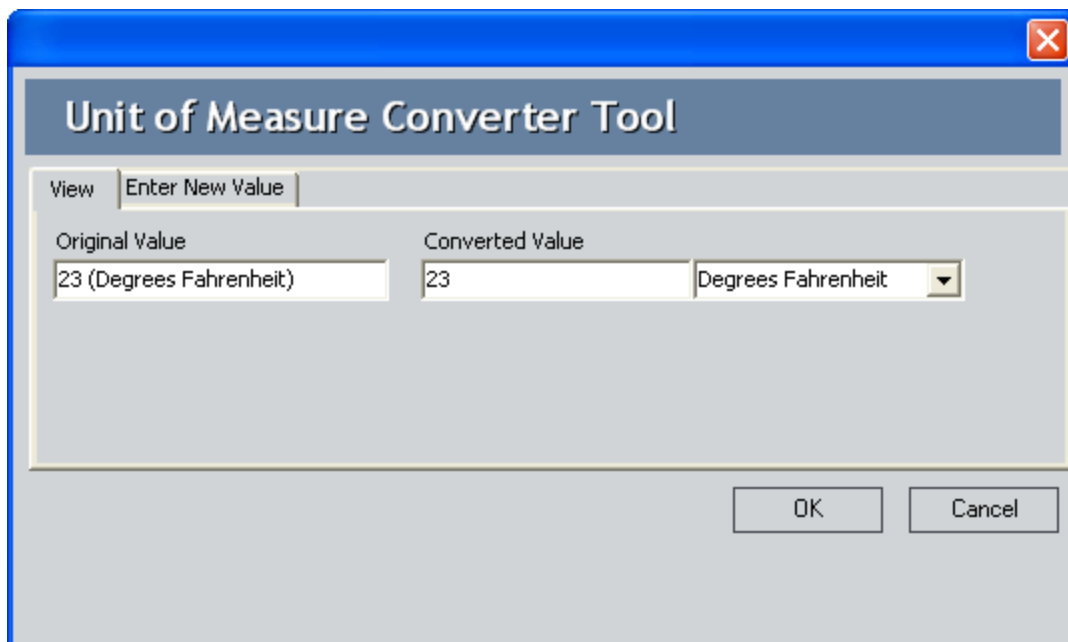 Unit of Measure Converter Tool
View Enter New Value
Original Value Converted Value
23 (Degrees Fahrenheit) 23 Degrees Fahrenheit
OK Cancel